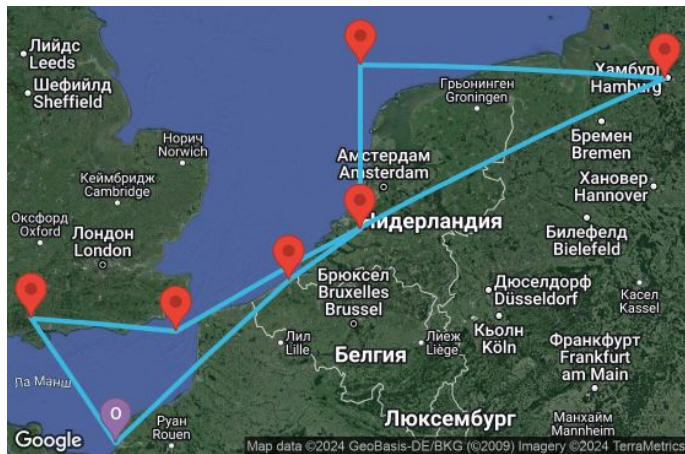 Лийдс
Leeds
Шефийлд
Sheffield
Хамбург
Hamburg
Грьонинген
Groningen
Бремен
Bremen
Норич
Norwich
Амстердам
Amsterdam
Кеймбридж
Cambridge
Хановер
Hannover
Оксфорд
Oxford
Нидерландия
Лондон
London
Билефелд
Bielefeld
Брюксел
Bruxelles
Brussel
Дюселдорф
Düsseldorf
Касел
Kassel
Лил
Lille
Лиеж
Liège
Кьолн
Köln
Белгия
Франкфурт
Frankfurt
am Main
Ла Манш
O
Руан
Rouen
Люксембург
Манхайм
Mannheim
Google
Map data ©2024 GeoBasis-DE/BKG (©2009) Imagery ©2024 TerraMetrics